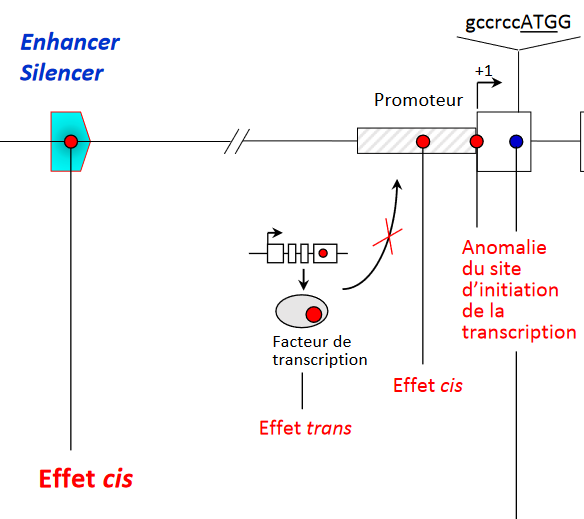 gccrccATGG
Enhancer
Silencer
+1
Promoteur
Anomalie
du site
d'initiation
de la
transcription
Facteur de
transcription
Effet cis
Effet trans
Effet cis